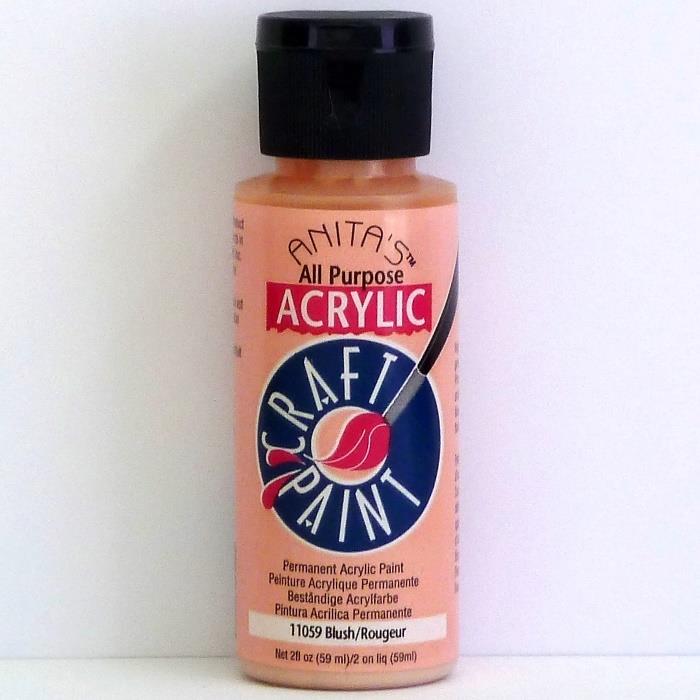 ANITA'S™
All Purpose
ACRYLIC
CRAFT
PAINT
Permanent Acrylic Paint
Peinture Acrylique Permanente
Beständige Acrylfarbe
Pintura Acrilica Permanente
11059 Blush/Rougeur
Net 2fl oz (59 ml)/2 on liq (59ml)